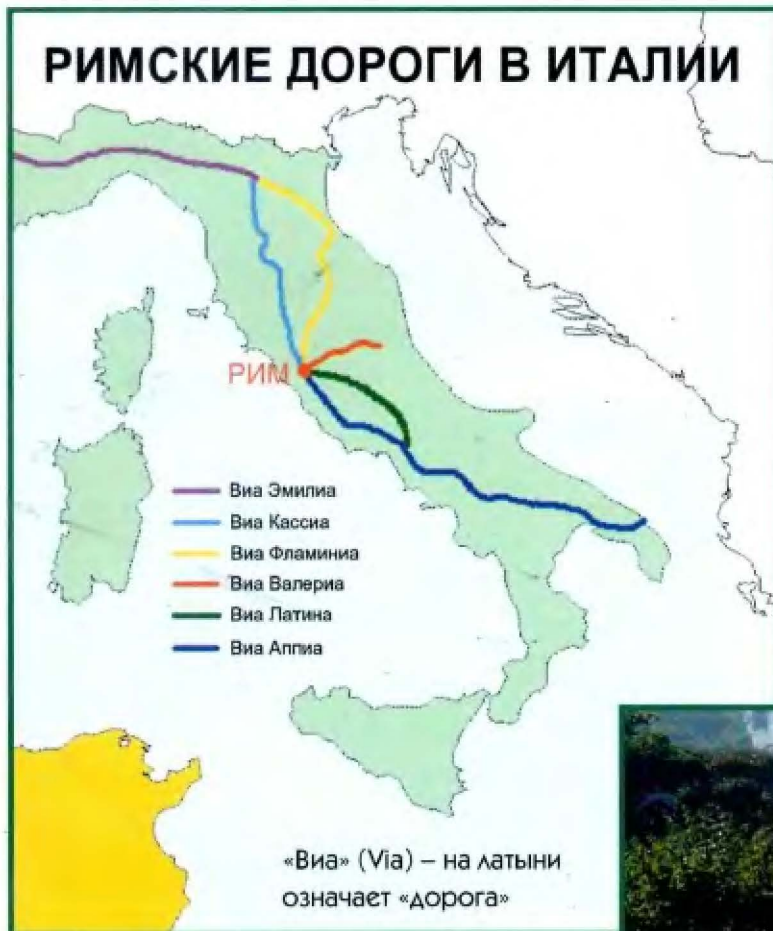 РИМСКИЕ ДОРОГИ В ИТАЛИИ
РИМ
Виа Эмилиа
Виа Кассиа
Виа Фламиниа
Виа Валериа
Виа Латина
Виа Аппиа
«Виа» (Via) – на латыни
означает «дорога»